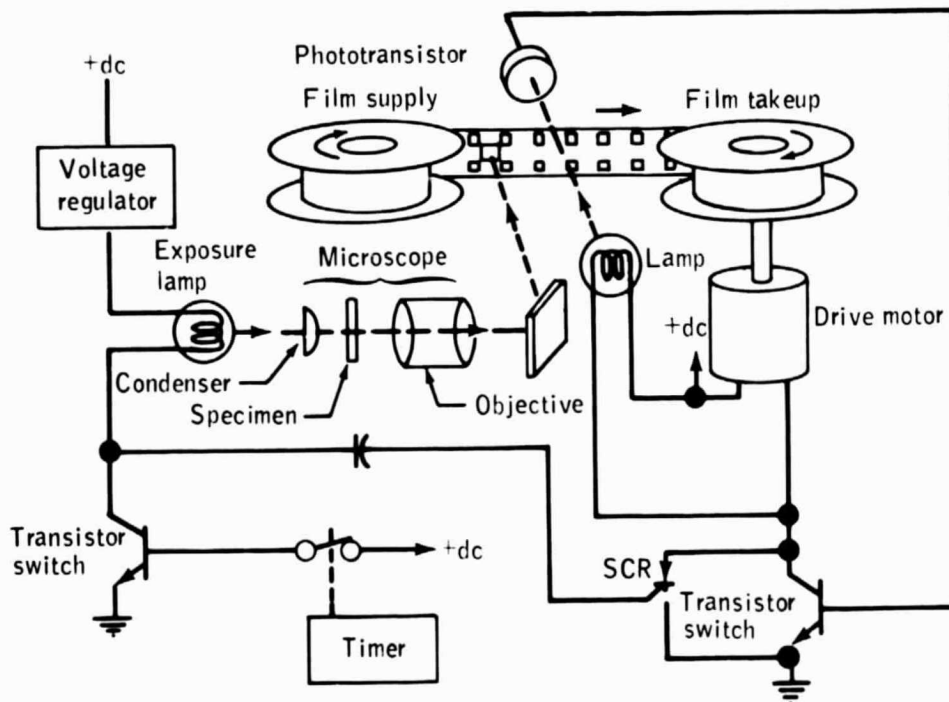 Phototransistor
+dc
Film supply
Film takeup
Voltage
regulator
Exposure
lamp
Microscope
Lamp
+dc
Drive motor
Condenser
Specimen
Objective
Transistor
switch
+dc
SCR
Transistor
switch
Timer